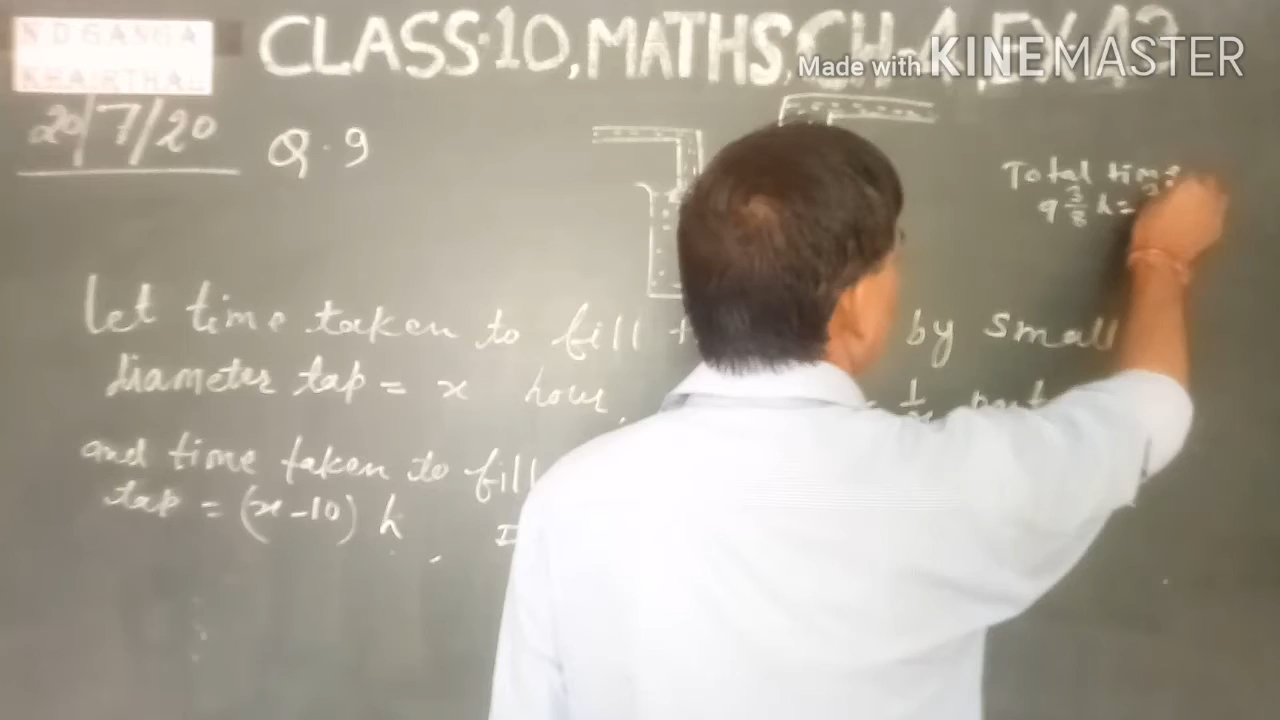 N D GANGA
KHAIRTHAL
CLASS-10, MATHS, CH-4, EX-4.3
Made with KINEMASTER
20/7/20
Q.9
Total time
9 3/8 h =
Let time taken to fill by small
diameter tap = x hour,
= 1/x part
and time taken to fill
tap = (x-10) h